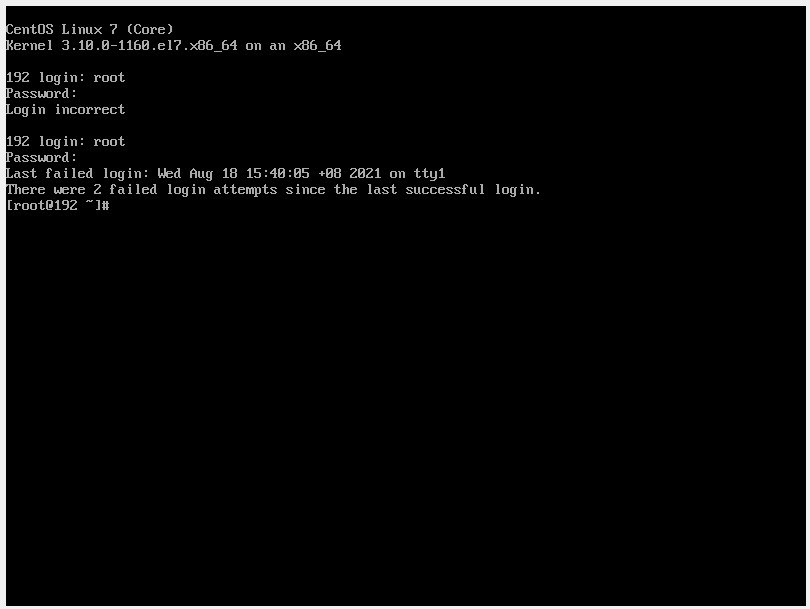 CentOS Linux 7 (Core)
Kernel 3.10.0-1160.el7.x86_64 on an x86_64
192 login: root
Password:
Login incorrect
192 login: root
Password:
Last failed login: Wed Aug 18 15:40:05 +08 2021 on tty1
There were 2 failed login attempts since the last successful login.
[root@192 ~]#